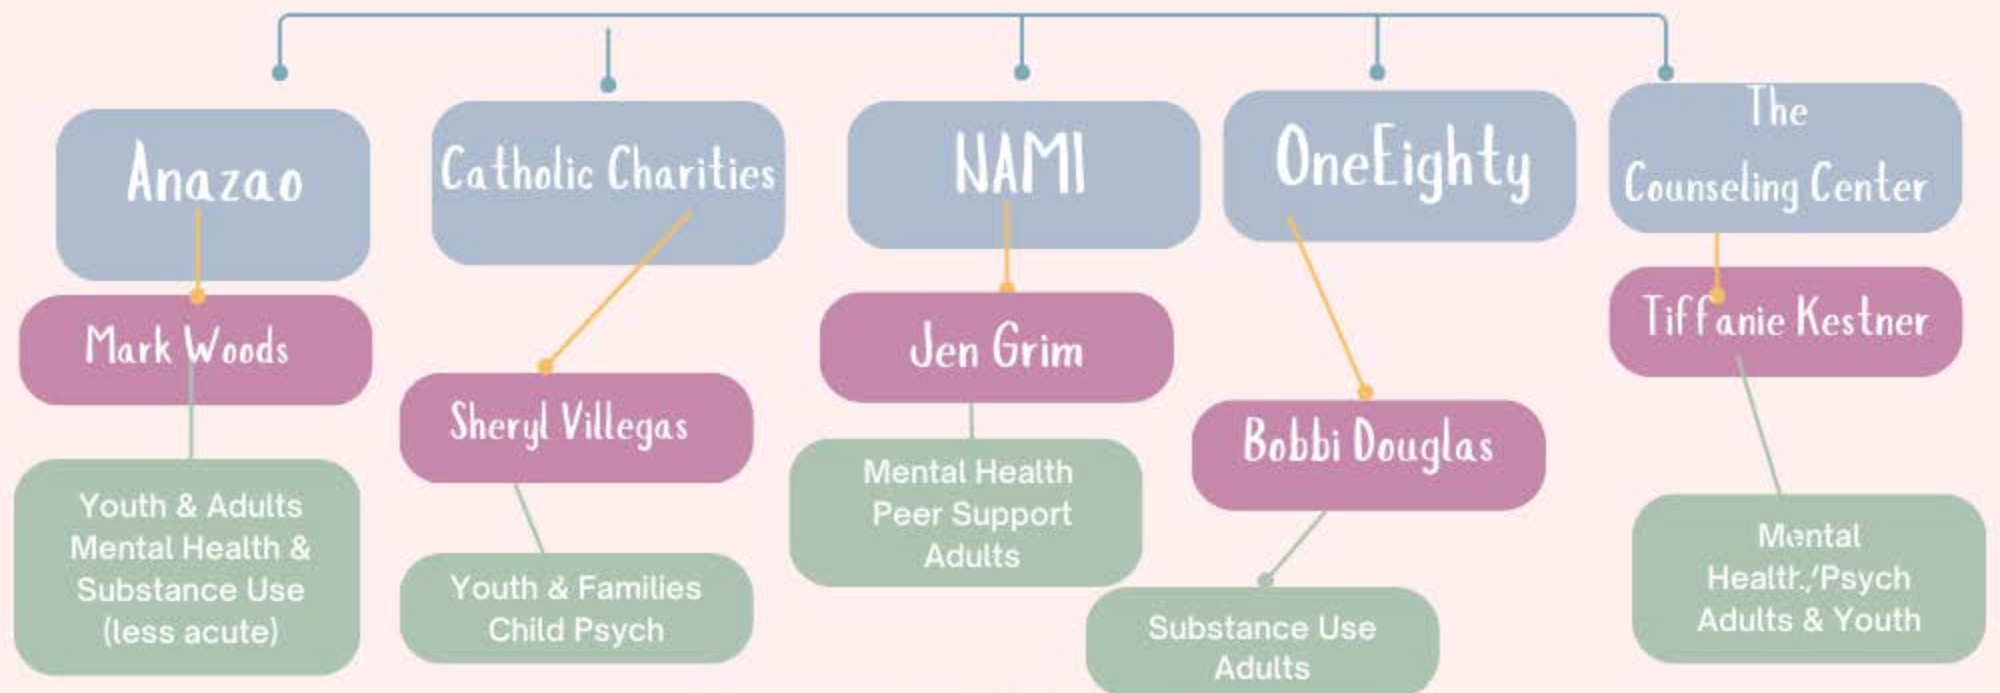 Anazao
Mark Woods
Youth & Adults
Mental Health &
Substance Use
(less acute)
Catholic Charities
Sheryl Villegas
Youth & Families
Child Psych
NAMI
Jen Grim
Mental Health
Peer Support
Adults
OneEighty
Bobbi Douglas
Substance Use
Adults
The
Counseling Center
Tiffanie Kestner
Mental
Health/Psych
Adults & Youth